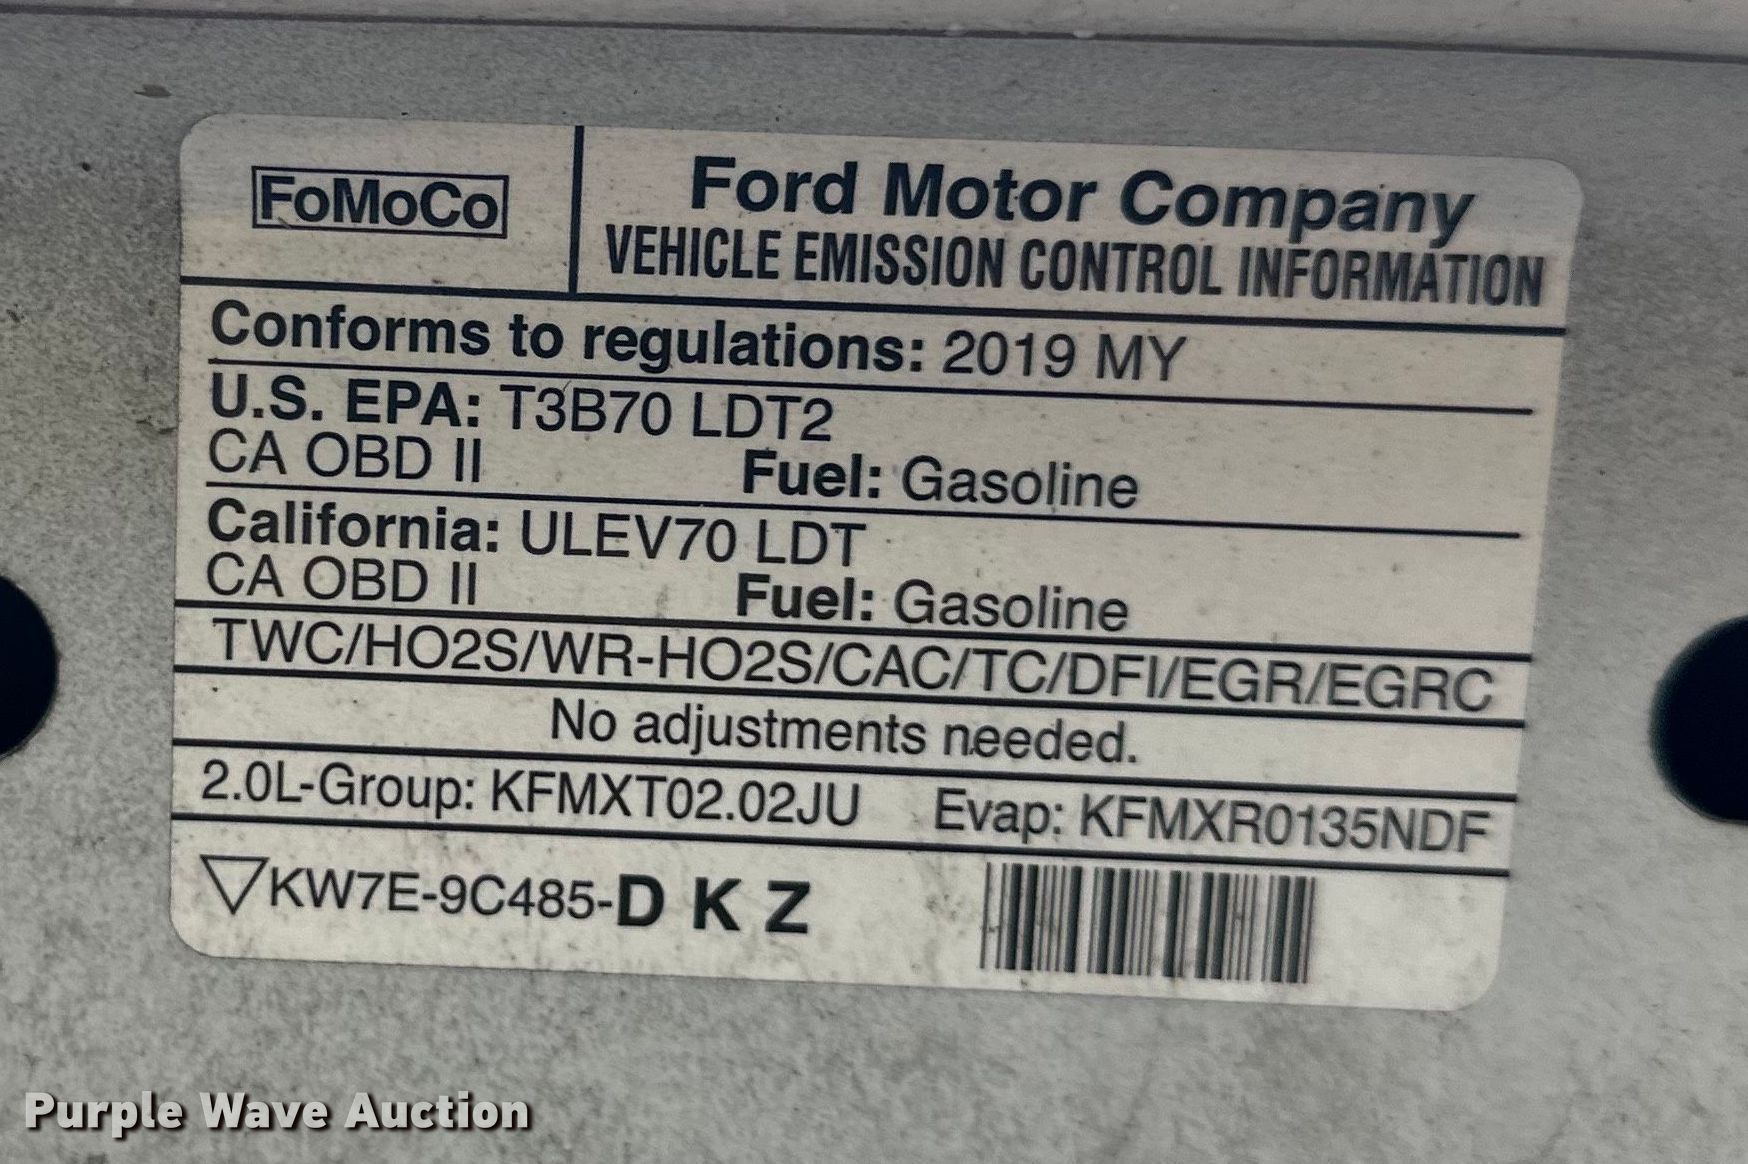 FoMoCo
Ford Motor Company
VEHICLE EMISSION CONTROL INFORMATION
Conforms to regulations: 2019 MY
U.S. EPA: T3B70 LDT2
CA OBD II Fuel: Gasoline
California: ULEV70 LDT
CA OBD II Fuel: Gasoline
TWC/HO2S/WR-HO2S/CAC/TC/DFI/EGR/EGRC
No adjustments needed.
2.0L-Group: KFMXT02.02JU Evap: KFMXR0135NDF
KW7E-9C485-D K Z
Purple Wave Auction